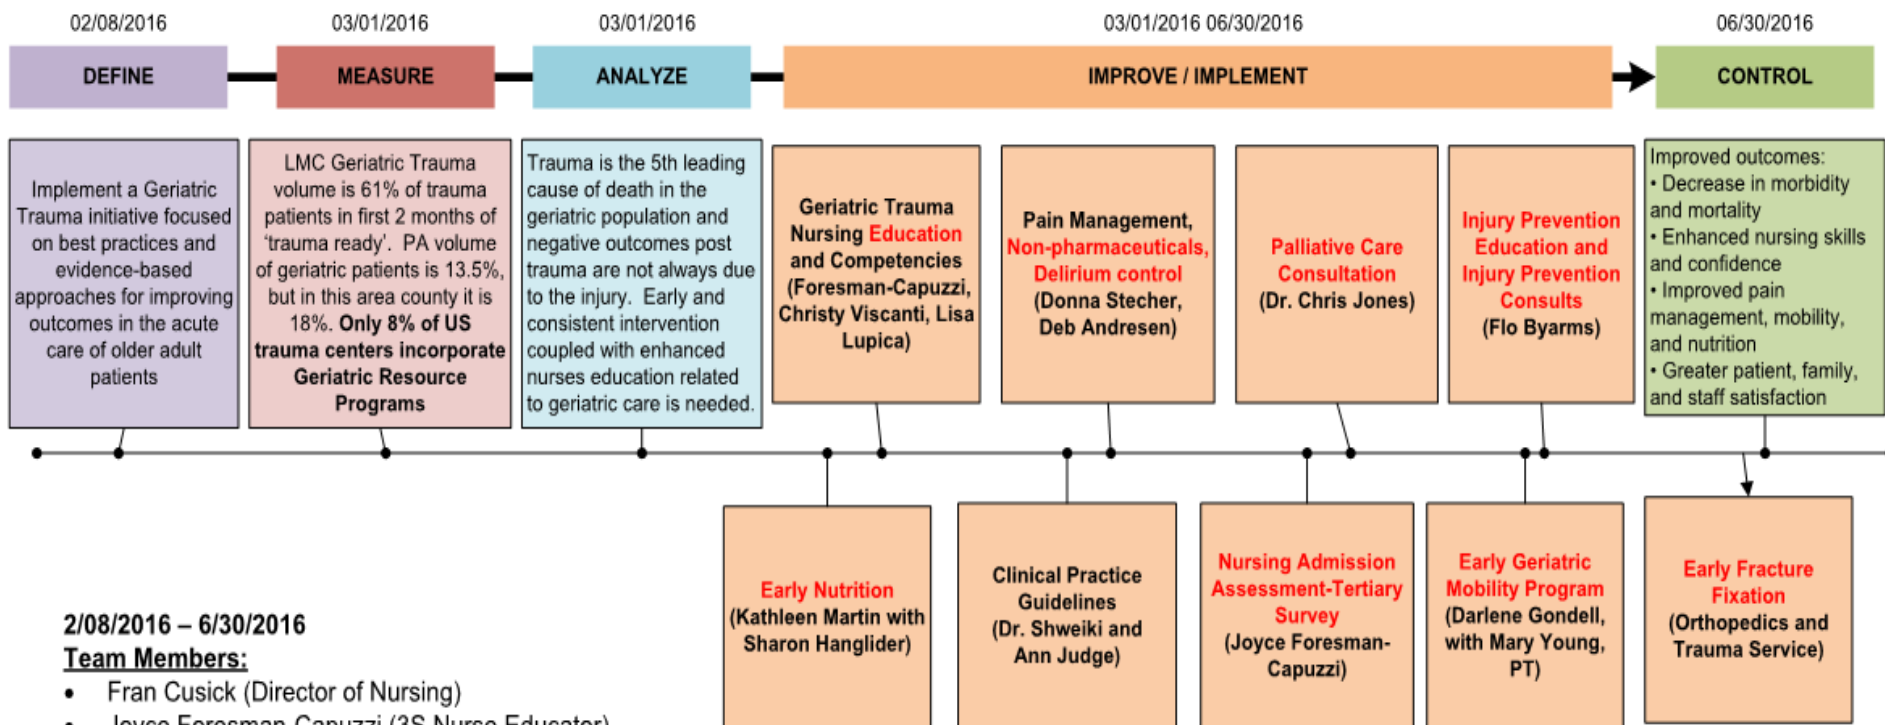 02/08/2016
03/01/2016
03/01/2016
03/01/2016 06/30/2016
06/30/2016
DEFINE
MEASURE
ANALYZE
IMPROVE / IMPLEMENT
CONTROL
Implement a Geriatric
Trauma initiative focused
on best practices and
evidence-based
approaches for improving
outcomes in the acute
care of older adult
patients
LMC Geriatric Trauma
volume is 61% of trauma
patients in first 2 months of
‘trauma ready’. PA volume
of geriatric patients is 13.5%,
but in this area county it is
18%. Only 8% of US
trauma centers incorporate
Geriatric Resource
Programs
Trauma is the 5th leading
cause of death in the
geriatric population and
negative outcomes post
trauma are not always due
to the injury. Early and
consistent intervention
coupled with enhanced
nurses education related
to geriatric care is needed.
Geriatric Trauma
Nursing Education
and Competencies
(Foresman-Capuzzi,
Christy Viscanti, Lisa
Lupica)
Pain Management,
Non-pharmaceuticals,
Delirium control
(Donna Stecher,
Deb Andresen)
Palliative Care
Consultation
(Dr. Chris Jones)
Injury Prevention
Education and
Injury Prevention
Consults
(Flo Byarms)
Improved outcomes:
• Decrease in morbidity
and mortality
• Enhanced nursing skills
and confidence
• Improved pain
management, mobility,
and nutrition
• Greater patient, family,
and staff satisfaction
Early Nutrition
(Kathleen Martin with
Sharon Hanglider)
Clinical Practice
Guidelines
(Dr. Shweiki and
Ann Judge)
Nursing Admission
Assessment-Tertiary
Survey
(Joyce Foresman-
Capuzzi)
Early Geriatric
Mobility Program
(Darlene Gondell,
with Mary Young,
PT)
Early Fracture
Fixation
(Orthopedics and
Trauma Service)
2/08/2016 – 6/30/2016
Team Members:
• Fran Cusick (Director of Nursing)
• Joyce Foresman-Capuzzi (3S Nurse Educator)